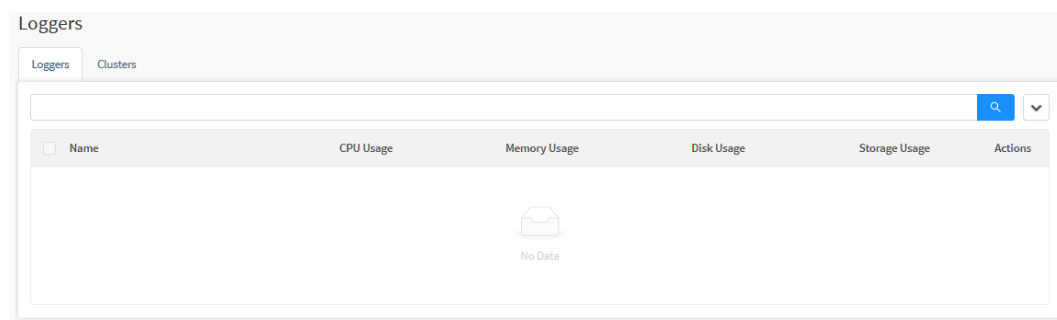 Loggers
Loggers Clusters
Name CPU Usage Memory Usage Disk Usage Storage Usage Actions
No Data